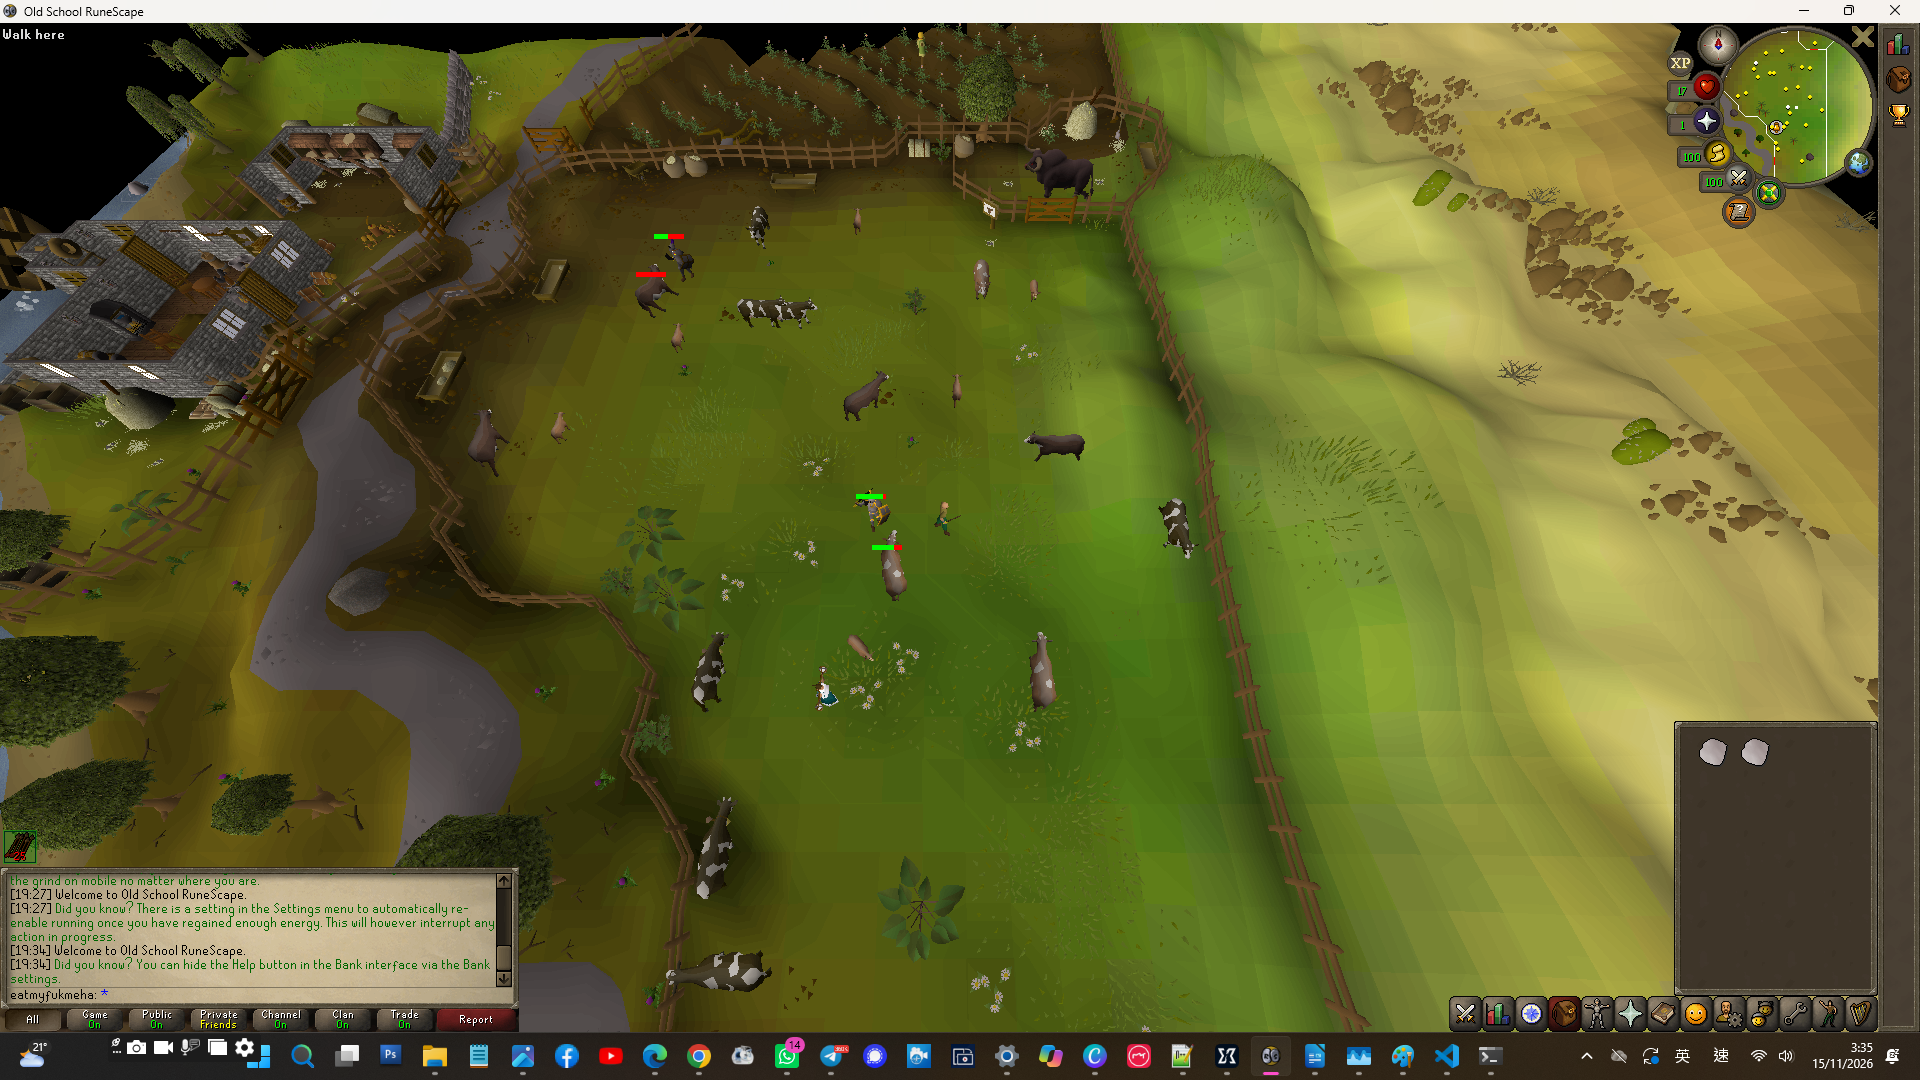 Old School RuneScape
Walk here
N
XP
17
1
100
100
the grind on mobile no matter where you are.
[19:27] Welcome to Old School RuneScape.
[19:27] Did you know? There is a setting in the Settings menu to automatically re-
enable running once you have regained enough energy. This will however interrupt any
action in progress.
[19:34] Welcome to Old School RuneScape.
[19:34] Did you know? You can hide the Help button in the Bank interface via the Bank
settings.
eatmyfukmeha: *
All
Game
On
Public
On
Private
Friends
Channel
On
Clan
On
Trade
On
Report
21°
Ps
14
英
速
3:35
15/11/2026